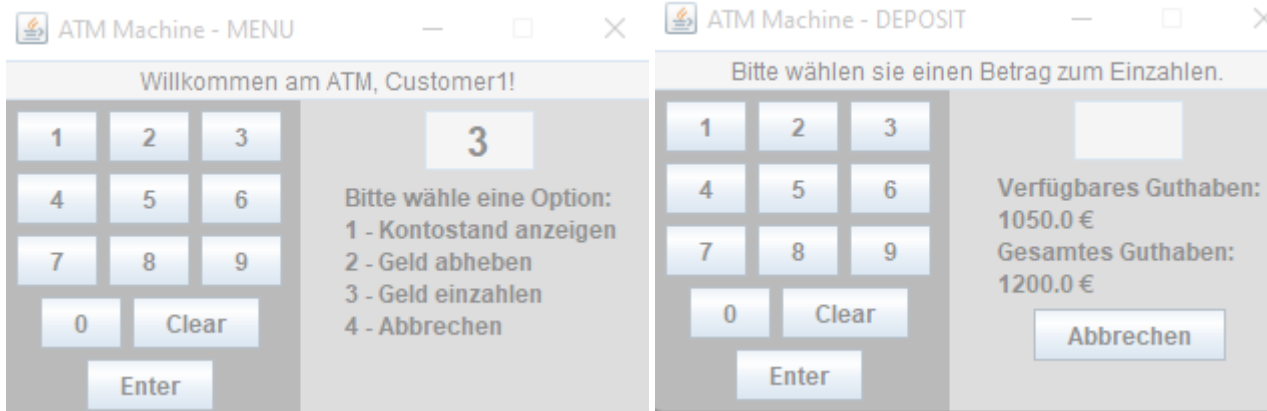 ATM Machine - MENU
Willkommen am ATM, Customer1!
1 2 3
4 5 6
7 8 9
0 Clear
Enter
3
Bitte wähle eine Option:
1 - Kontostand anzeigen
2 - Geld abheben
3 - Geld einzahlen
4 - Abbrechen
ATM Machine - DEPOSIT
Bitte wählen sie einen Betrag zum Einzahlen.
1 2 3
4 5 6
7 8 9
0 Clear
Enter
Verfügbares Guthaben:
1050.0 €
Gesamtes Guthaben:
1200.0 €
Abbrechen